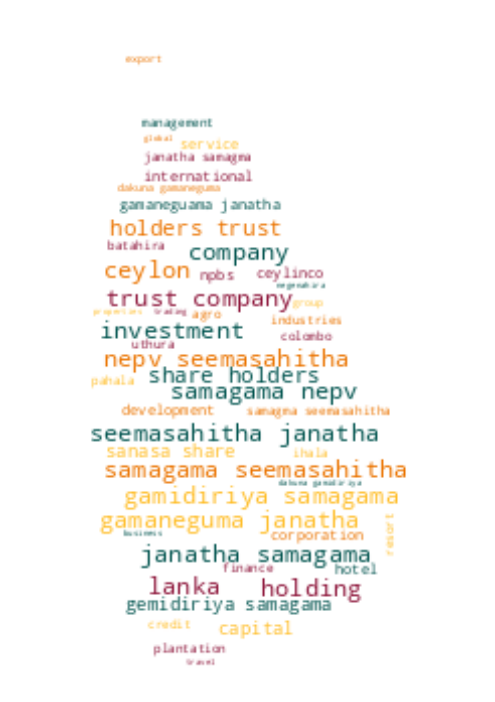 export
management
global
service
janatha samagma
international
dakuna gamaneguma
gamaneguama janatha
holders trust
batahira
company
ceylon
npbs
ceylinco
negenahira
trust company
group
properties
trading
agro
industries
investment
colombo
uthura
nepv seemasahitha
share holders
pahala
samagama nepv
development
samagma seemasahitha
seemasahitha janatha
sanasa share
ihala
samagama seemasahitha
dakuna gamidiriya
gamidiriya samagama
gamaneguma janatha
resort
business
corporation
janatha samagama
finance
hotel
lanka
holding
gemidiriya samagama
credit
capital
plantation
travel